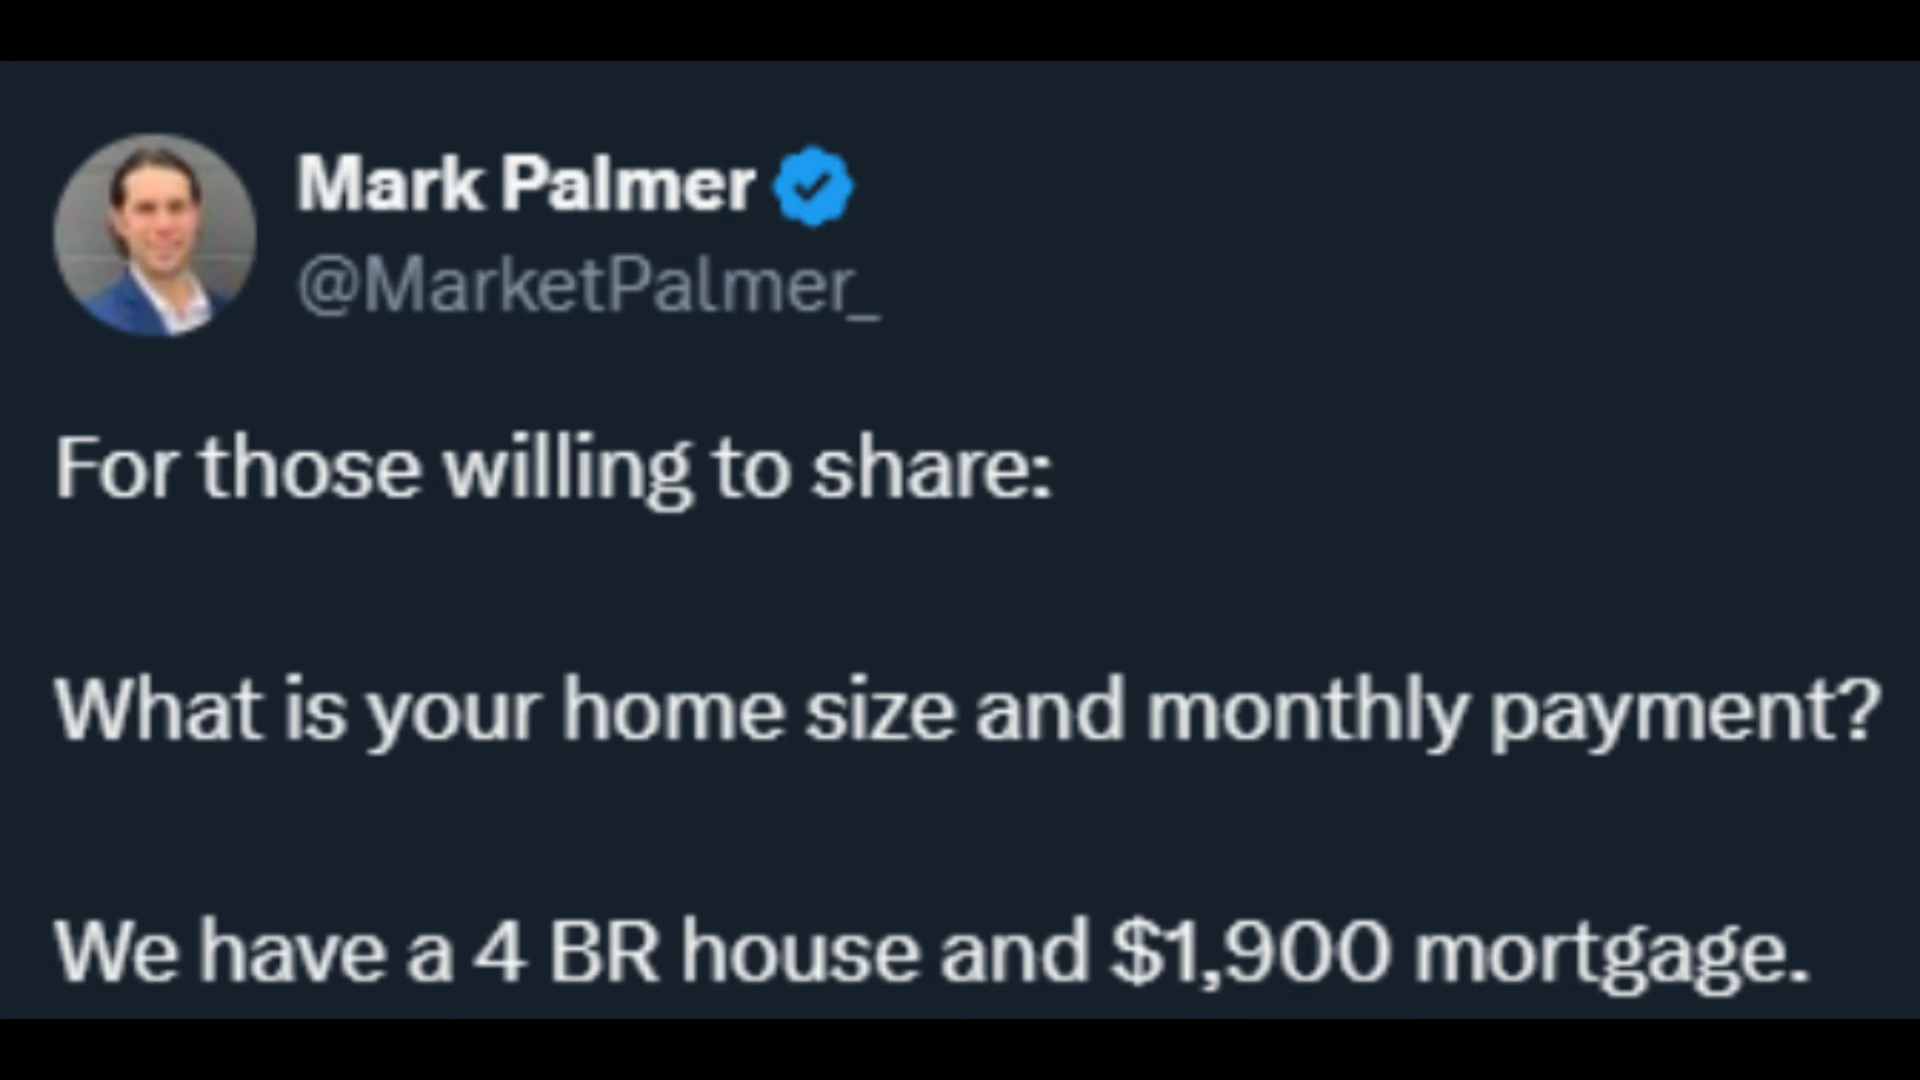 Mark Palmer
@MarketPalmer_
For those willing to share:
What is your home size and monthly payment?
We have a 4 BR house and $1,900 mortgage.